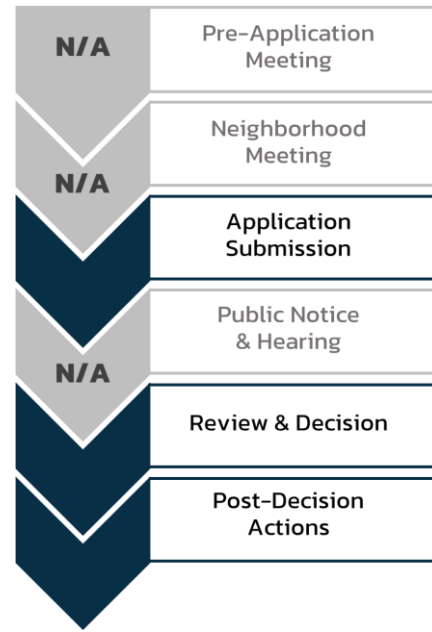 N/A
Pre-Application
Meeting
N/A
Neighborhood
Meeting
Application
Submission
N/A
Public Notice
& Hearing
Review & Decision
Post-Decision
Actions